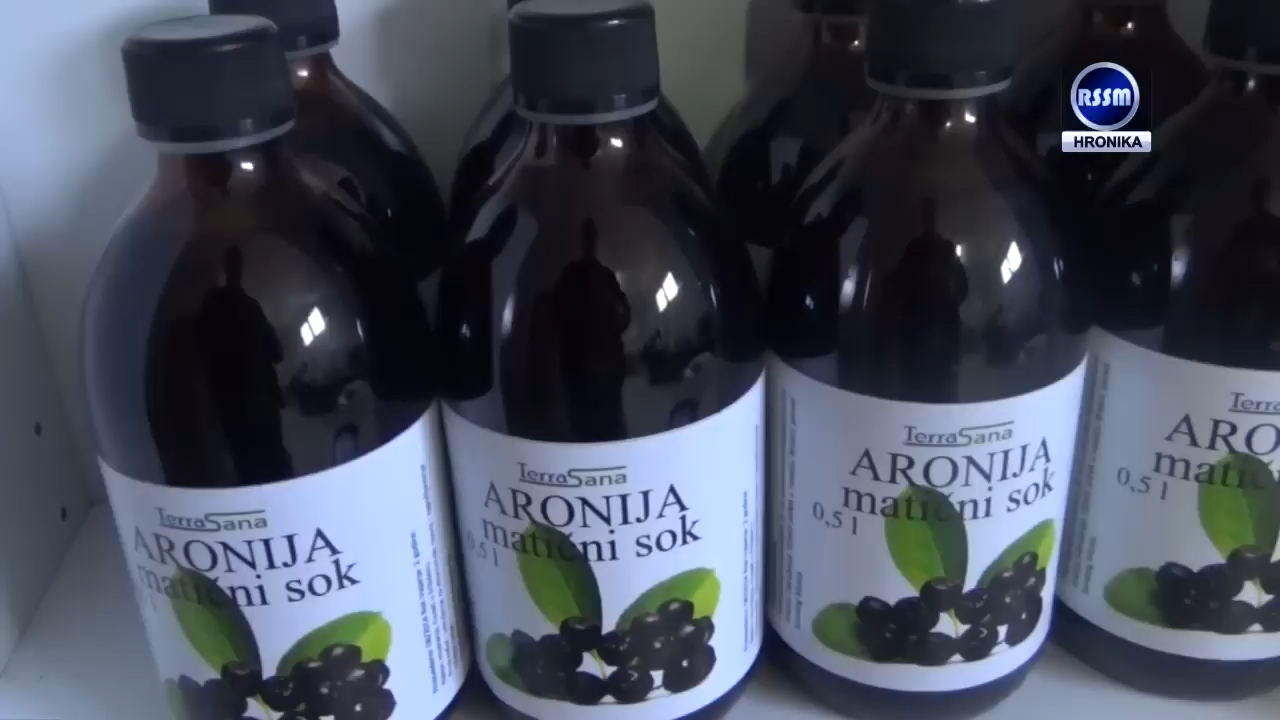 RSSM
HRONIKA
TerraSana
ARONIJA
matični sok
TerraSana
ARONIJA
matični sok
0,5 l
TerraSana
ARONIJA
matični sok
0,5 l
Terra
ARO
matič
0,5 l